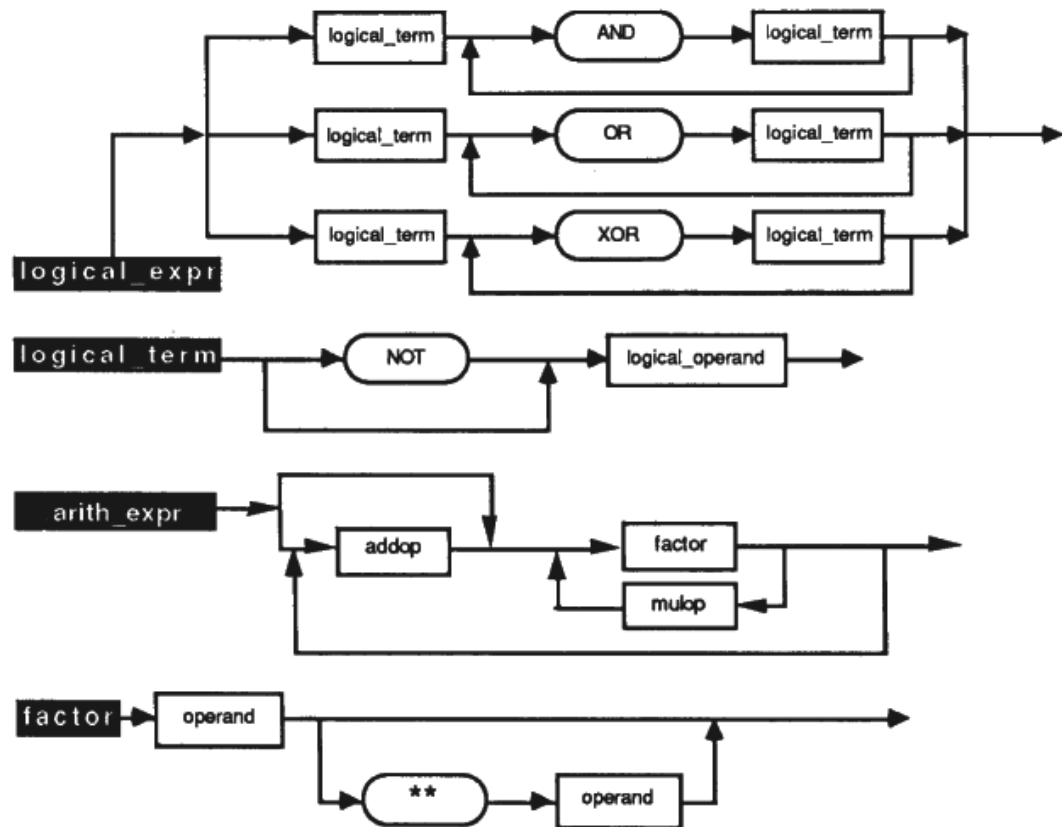 logical_term AND logical_term
logical_term OR logical_term
logical_term XOR logical_term
logical_expr
logical_term NOT logical_operand
arith_expr
addop factor
mulop
factor operand
** operand